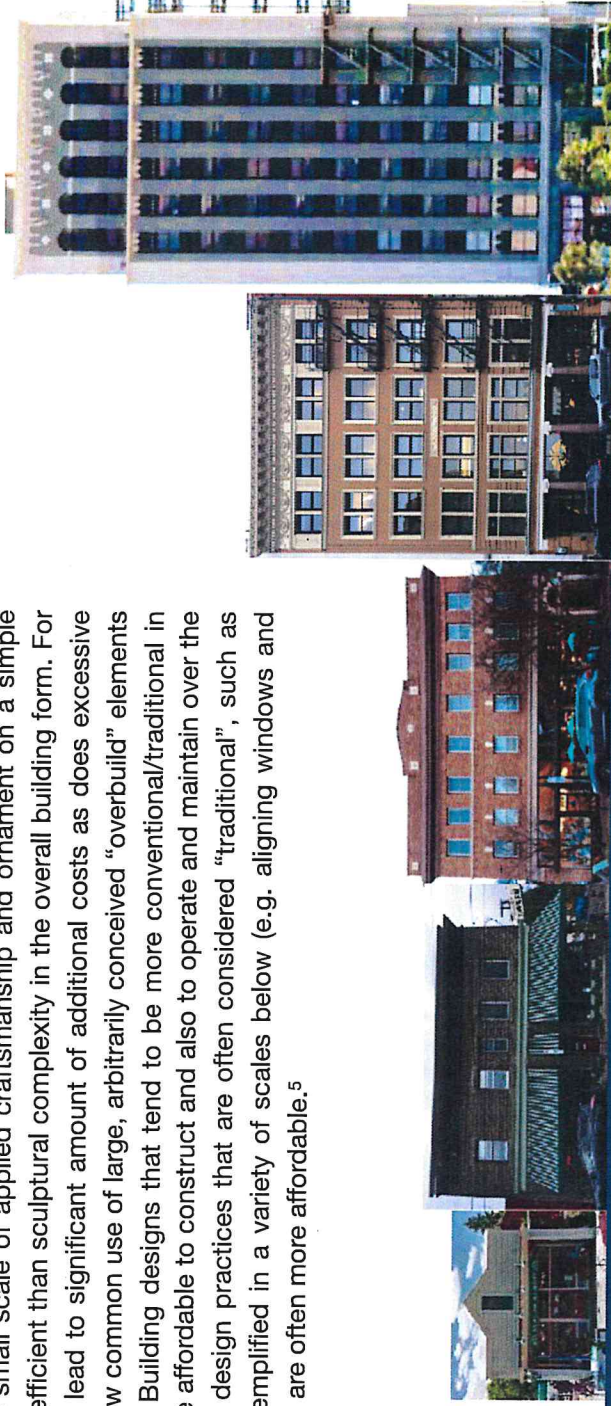 small scale of applied craftsmanship and ornament on a simple
efficient than sculptural complexity in the overall building form. For
lead to significant amount of additional costs as does excessive
w common use of large, arbitrarily conceived “overbuild” elements
Building designs that tend to be more conventional/traditional in
e affordable to construct and also to operate and maintain over the
design practices that are often considered “traditional”, such as
emplified in a variety of scales below (e.g. aligning windows and
are often more affordable.⁵